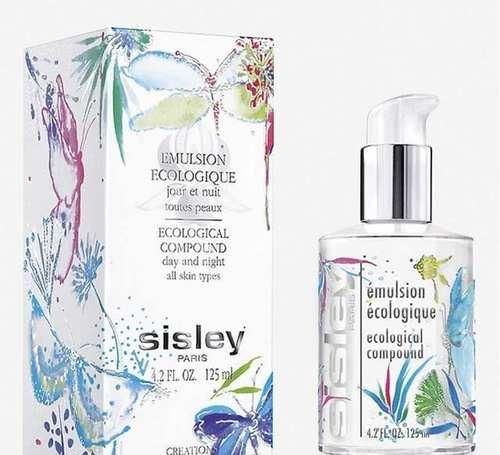 EMULSION
ECOLOGIQUE
jour et nuit
toutes peaux
ECOLOGICAL
COMPOUND
day and night
all skin types
sisley
PARIS
4.2 FL. OZ. 125 ml
CREATION
sisley
PARIS
émulsion
écologique
ecological
compound
4.2 FL. OZ. 125 ml